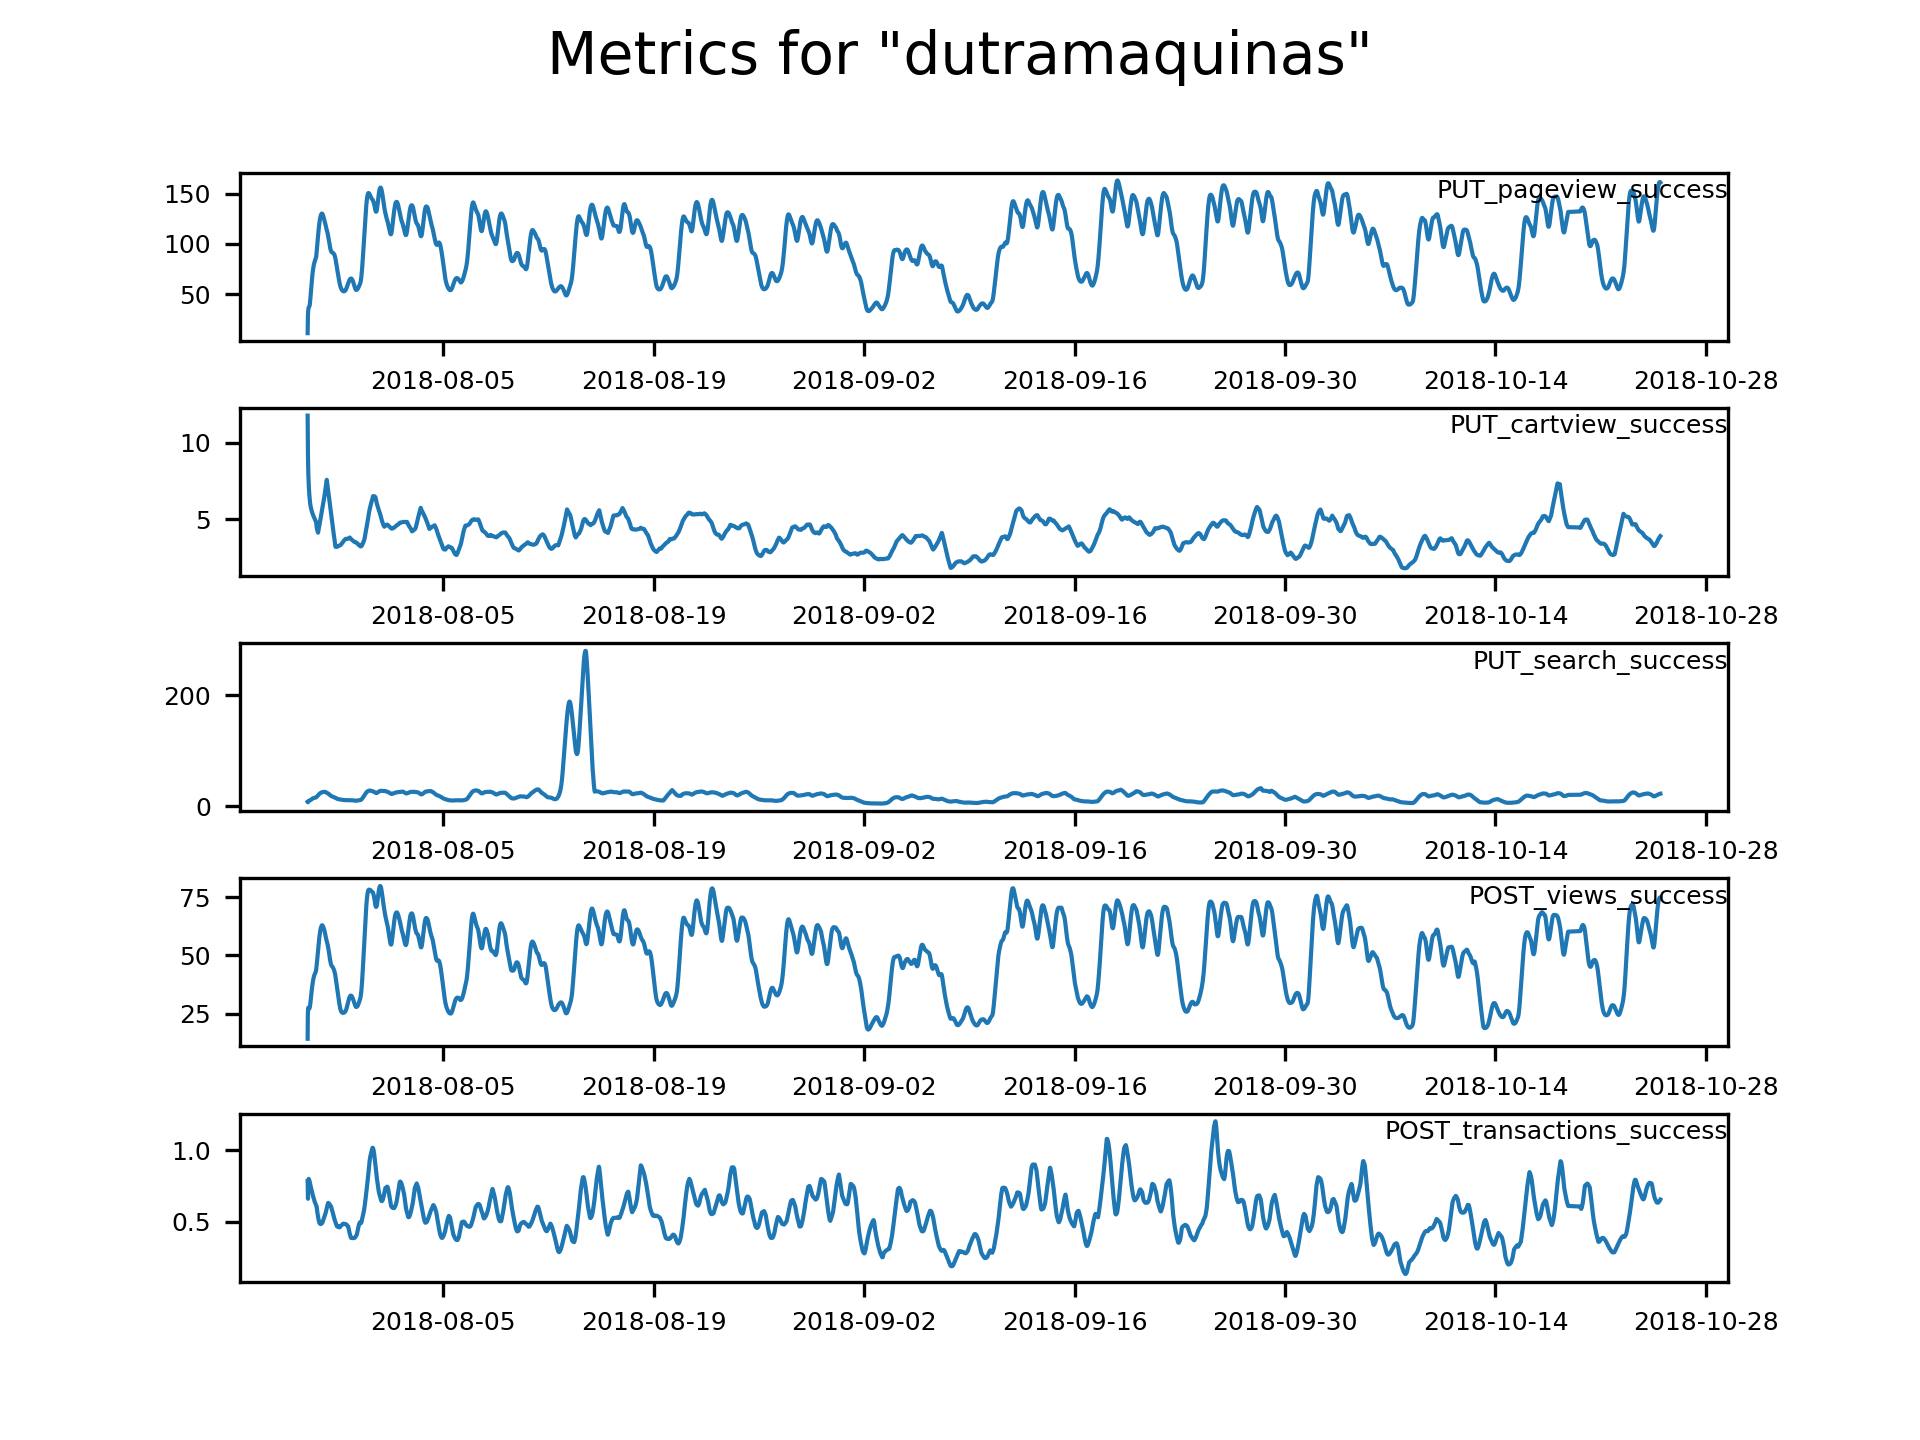 Metrics for "dutramaquinas"
PUT_pageview_success
150
100
50
2018-08-05 2018-08-19 2018-09-02 2018-09-16 2018-09-30 2018-10-14 2018-10-28
PUT_cartview_success
10
5
2018-08-05 2018-08-19 2018-09-02 2018-09-16 2018-09-30 2018-10-14 2018-10-28
PUT_search_success
200
0
2018-08-05 2018-08-19 2018-09-02 2018-09-16 2018-09-30 2018-10-14 2018-10-28
POST_views_success
75
50
25
2018-08-05 2018-08-19 2018-09-02 2018-09-16 2018-09-30 2018-10-14 2018-10-28
POST_transactions_success
1.0
0.5
2018-08-05 2018-08-19 2018-09-02 2018-09-16 2018-09-30 2018-10-14 2018-10-28